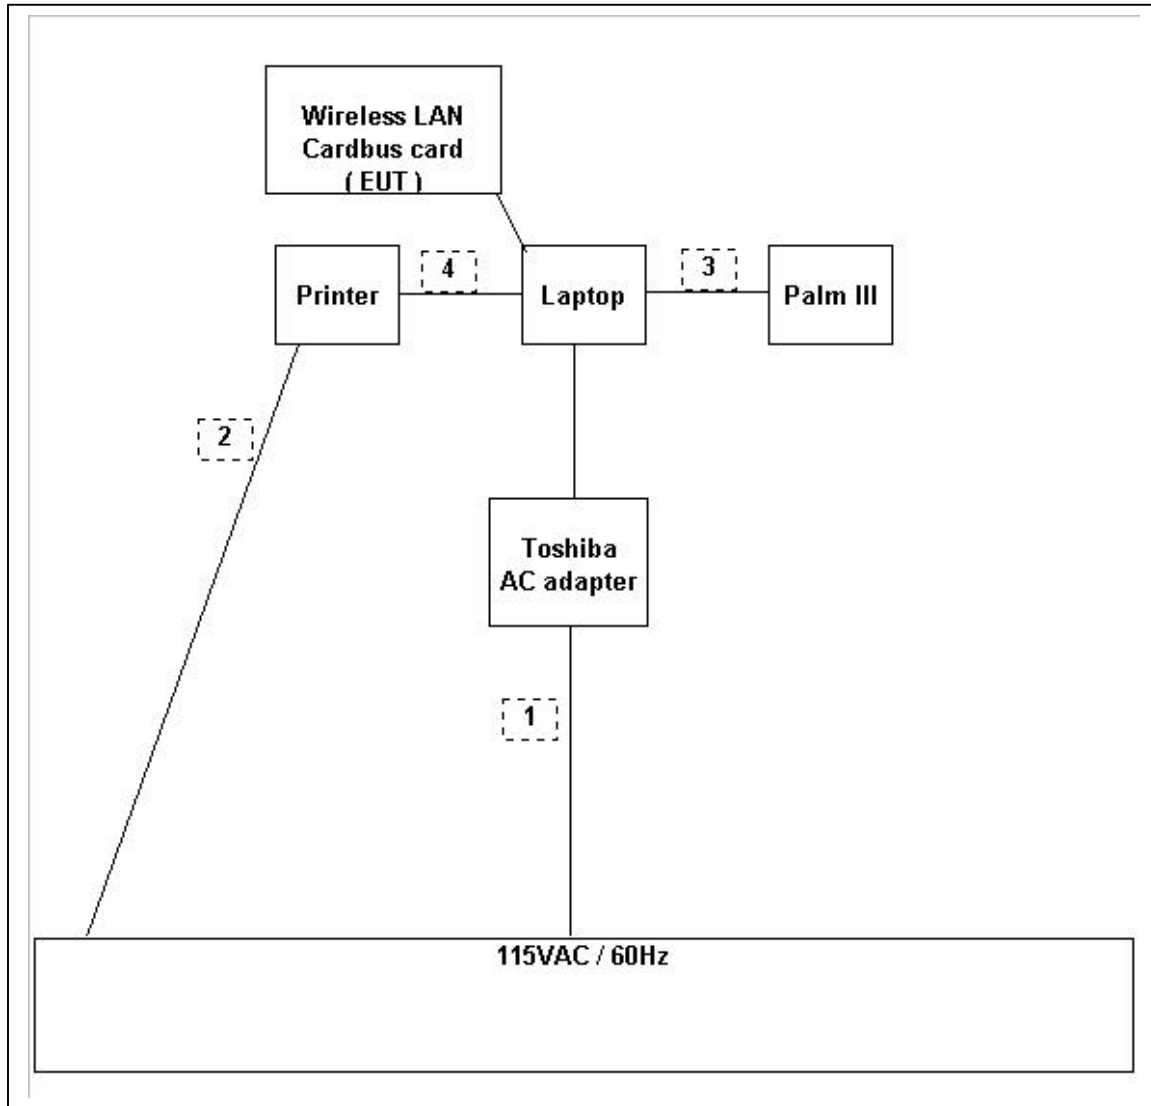 Wireless LAN
Cardbus card
( EUT )
Printer
4
Laptop
3
Palm III
2
Toshiba
AC adapter
1
115VAC / 60Hz